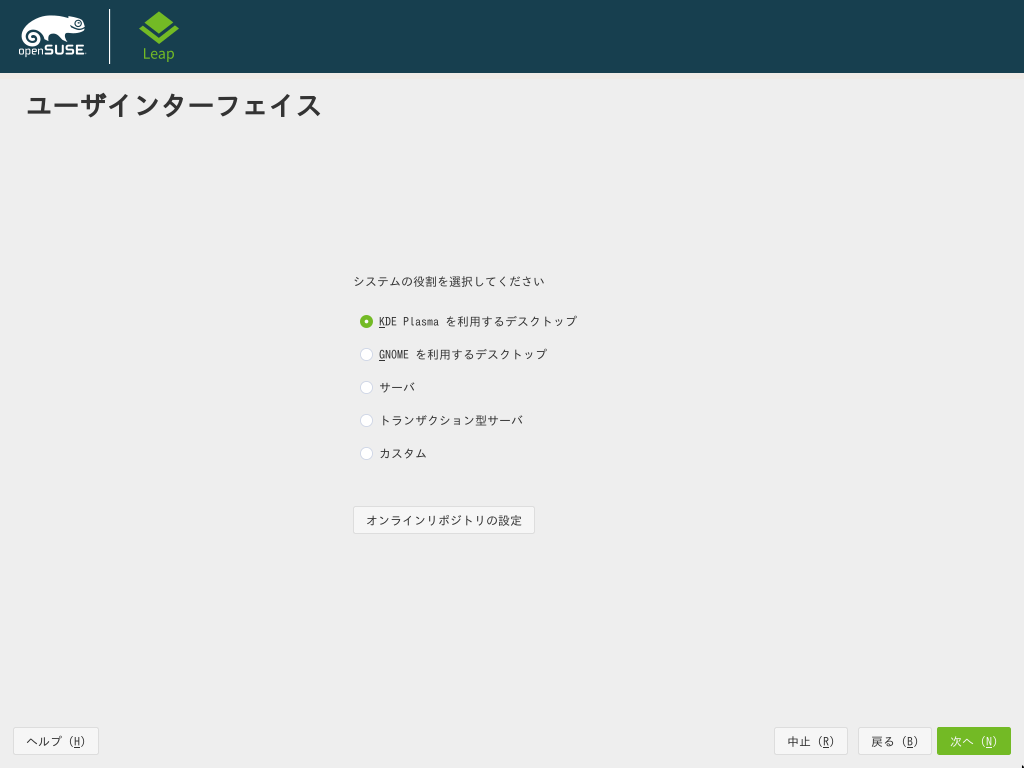 openSUSE
Leap
ユーザインターフェイス
システムの役割を選択してください
KDE Plasma を利用するデスクトップ
GNOME を利用するデスクトップ
サーバ
トランザクション型サーバ
カスタム
オンラインリポジトリの設定
ヘルプ (H) 中止 (R) 戻る (B) 次へ (N)